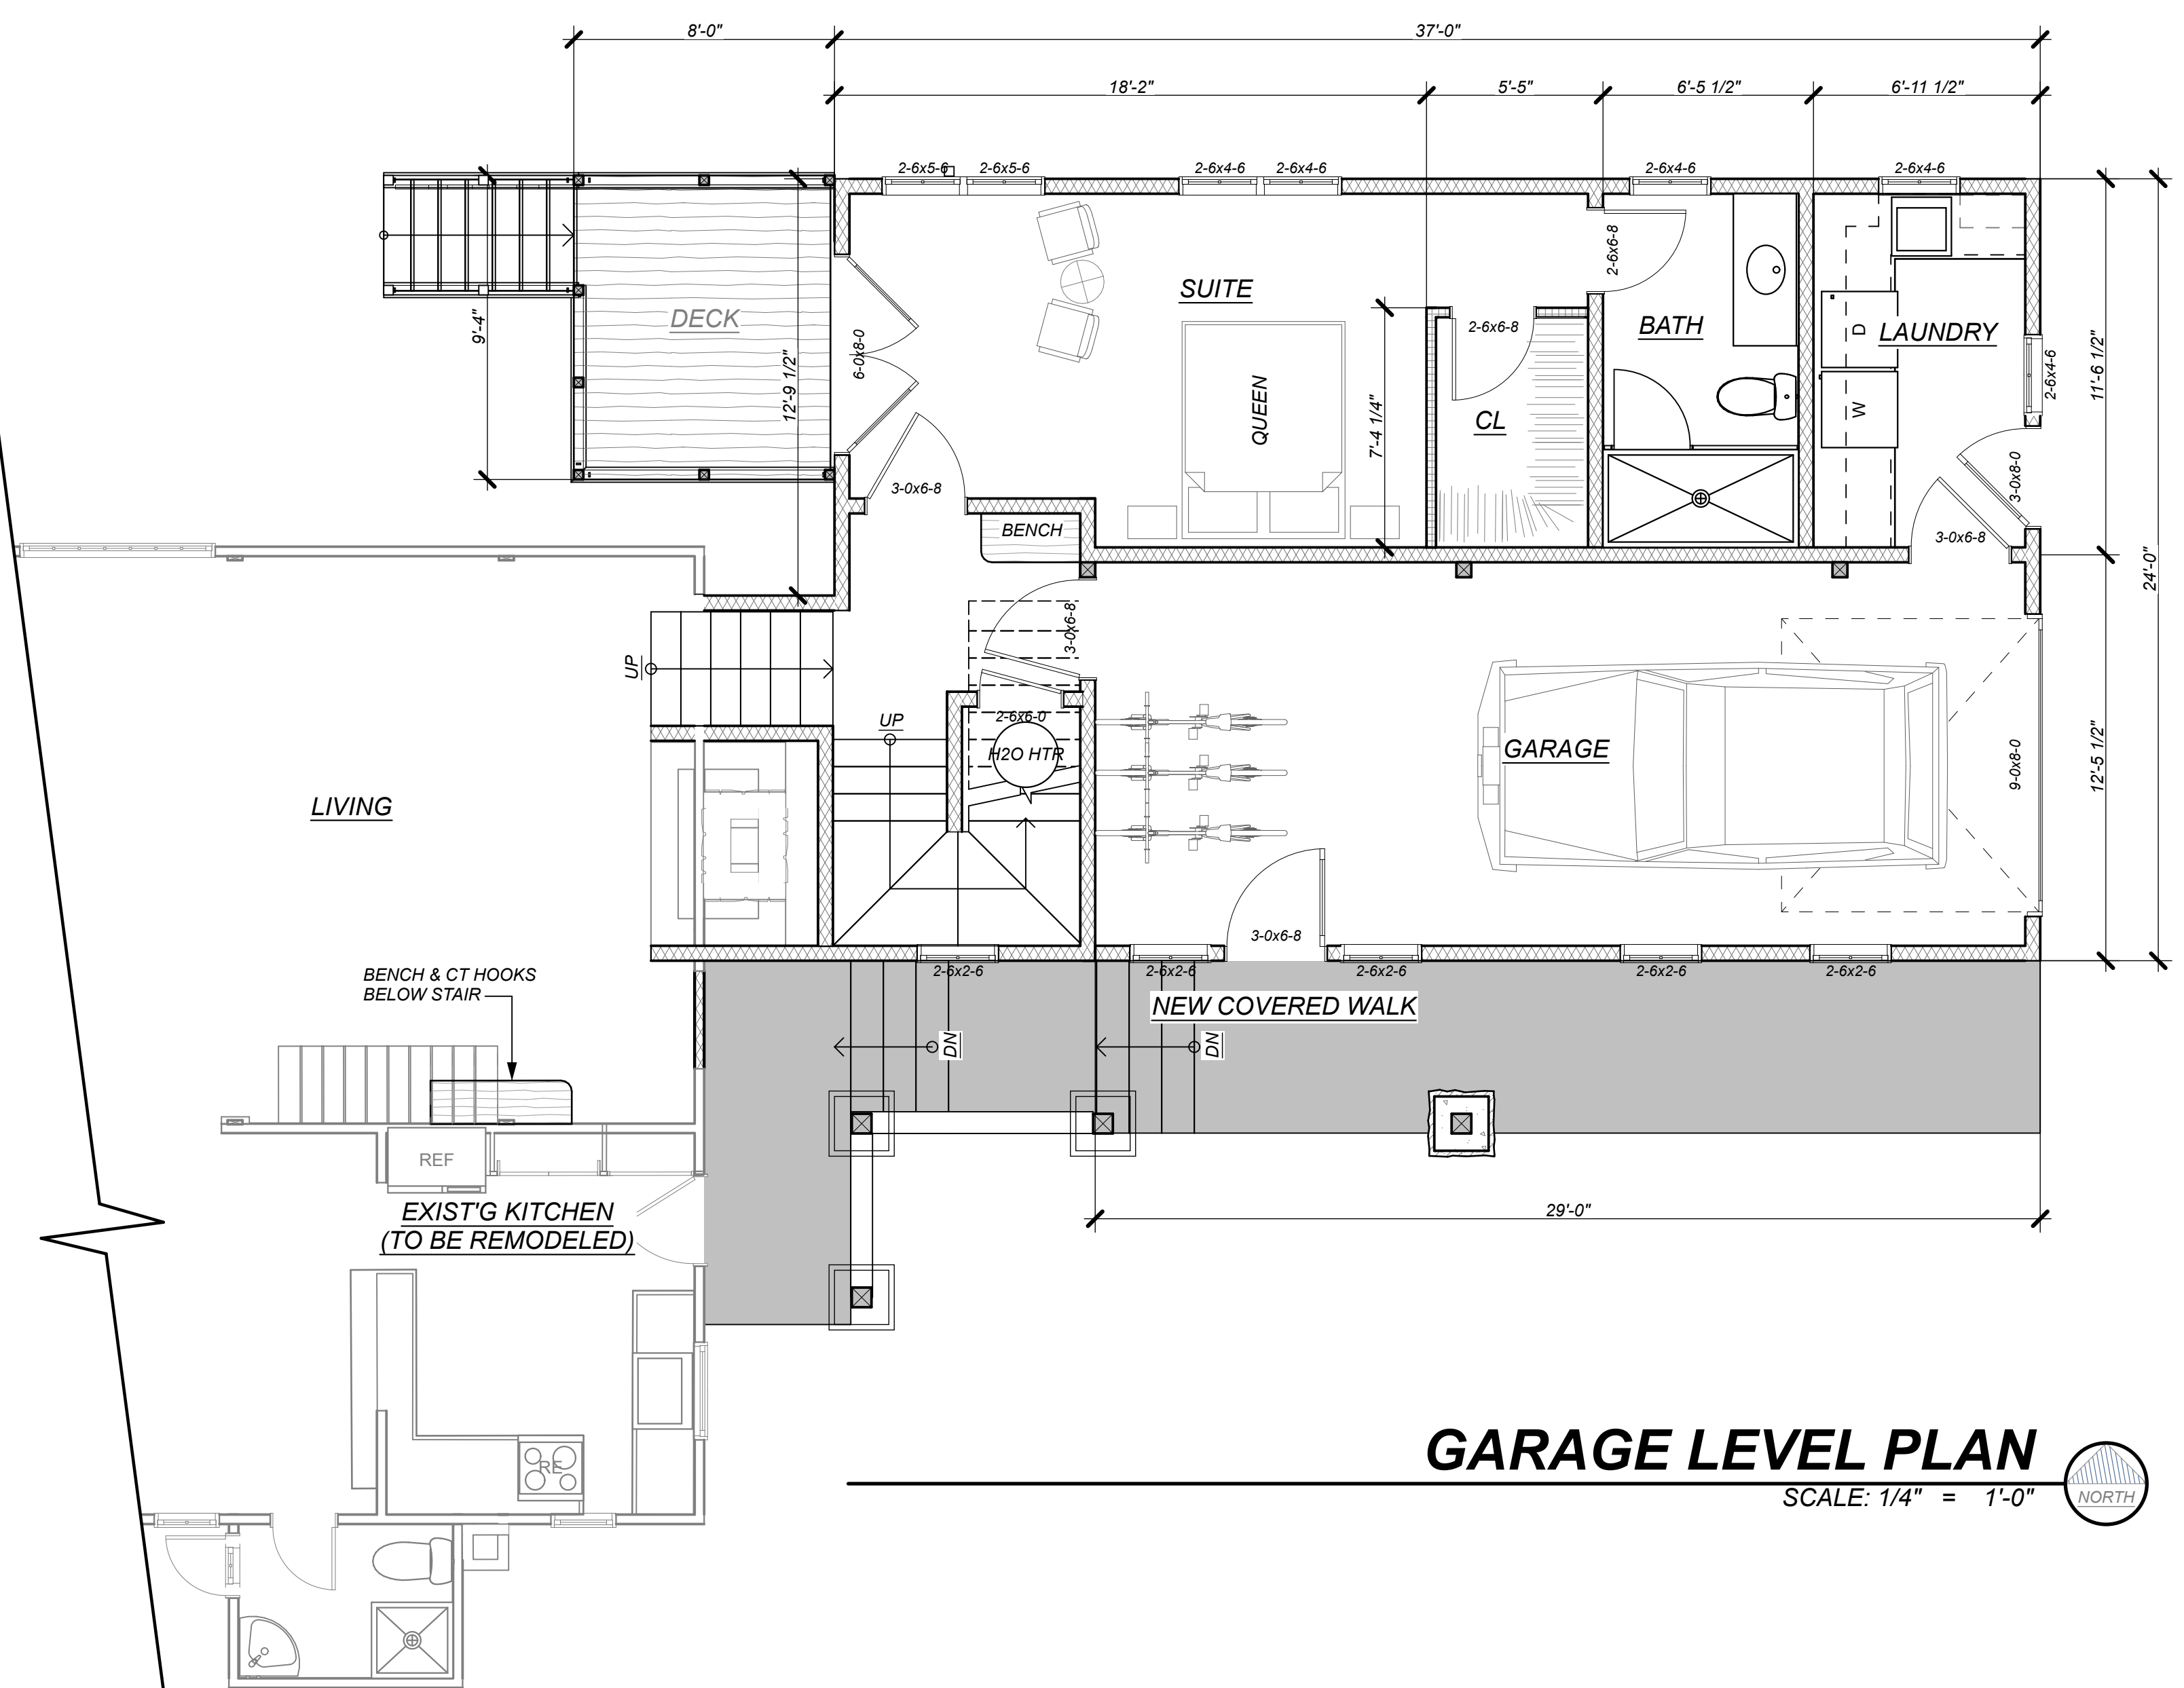 8'-0"
37'-0"
18'-2"
5'-5"
6'-5 1/2"
6'-11 1/2"
2-6x5-6
2-6x5-6
2-6x4-6
2-6x4-6
2-6x4-6
2-6x4-6
DECK
9'-4"
12'-9 1/2"
6-0x8-0
SUITE
QUEEN
7'-4 1/4"
2-6x6-8
CL
2-6x6-8
BATH
LAUNDRY
D
W
2-6x4-6
11'-6 1/2"
24'-0"
3-0x8-0
3-0x6-8
3-0x6-8
BENCH
3-0x6-8
UP
UP
2-6x6-0
H2O HTR
GARAGE
9-0x8-0
12'-5 1/2"
LIVING
3-0x6-8
2-6x2-6
2-6x2-6
2-6x2-6
2-6x2-6
2-6x2-6
BENCH & CT HOOKS
BELOW STAIR
NEW COVERED WALK
DN
DN
REF
EXIST'G KITCHEN
(TO BE REMODELED)
29'-0"
RE
GARAGE LEVEL PLAN
SCALE: 1/4" = 1'-0"
NORTH